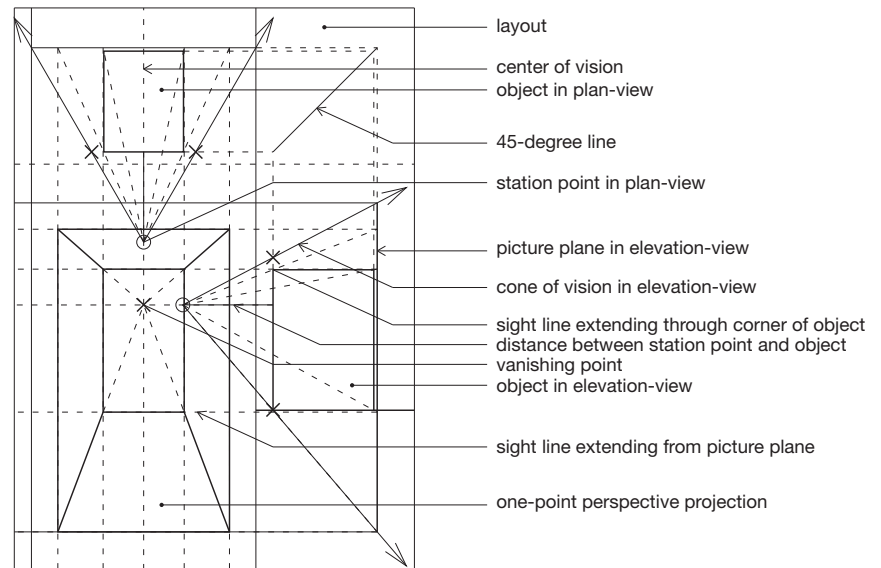 layout
center of vision
object in plan-view
45-degree line
station point in plan-view
picture plane in elevation-view
cone of vision in elevation-view
sight line extending through corner of object
distance between station point and object
vanishing point
object in elevation-view
sight line extending from picture plane
one-point perspective projection